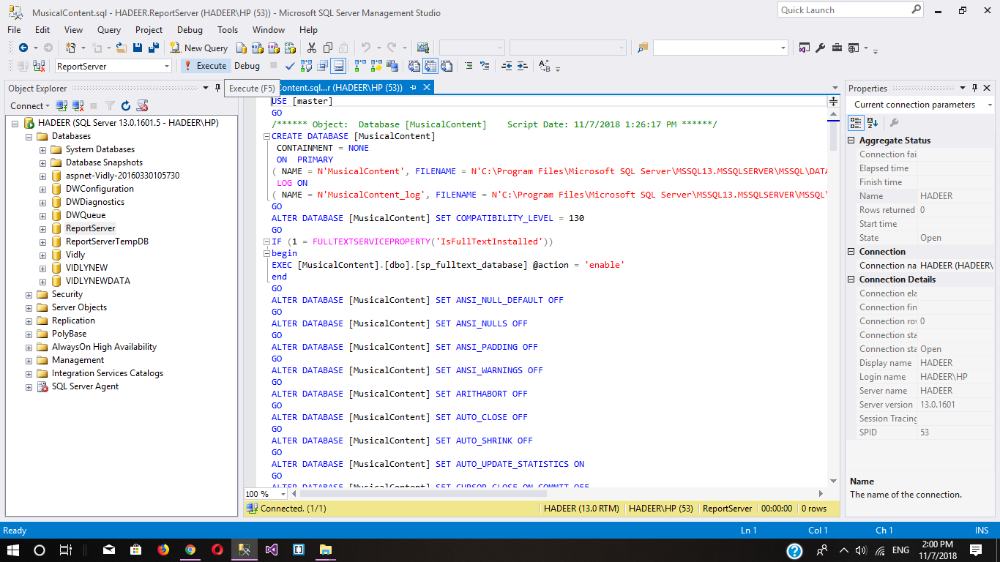 MusicalContent.sql - HADEER.ReportServer (HADEER\HP (53)) - Microsoft SQL Server Management Studio
Quick Launch
File Edit View Query Project Debug Tools Window Help
New Query
ReportServer
Execute Debug
Object Explorer
Execute (F5)
Content.sql...r (HADEER\HP (53))
Connect
HADEER (SQL Server 13.0.1601.5 - HADEER\HP)
Databases
System Databases
Database Snapshots
aspnet-Vidly-20160330105730
DWConfiguration
DWDiagnostics
DWQueue
ReportServer
ReportServerTempDB
Vidly
VIDLYNEW
VIDLYNEWDATA
Security
Server Objects
Replication
PolyBase
AlwaysOn High Availability
Management
Integration Services Catalogs
SQL Server Agent
USE [master]
GO
/****** Object:  Database [MusicalContent]    Script Date: 11/7/2018 1:26:17 PM ******/
CREATE DATABASE [MusicalContent]
CONTAINMENT = NONE
ON  PRIMARY
( NAME = N'MusicalContent', FILENAME = N'C:\Program Files\Microsoft SQL Server\MSSQL13.MSSQLSERVER\MSSQL\DATA
LOG ON
( NAME = N'MusicalContent_log', FILENAME = N'C:\Program Files\Microsoft SQL Server\MSSQL13.MSSQLSERVER\MSSQL\
GO
ALTER DATABASE [MusicalContent] SET COMPATIBILITY_LEVEL = 130
GO
IF (1 = FULLTEXTSERVICEPROPERTY('IsFullTextInstalled'))
begin
EXEC [MusicalContent].[dbo].[sp_fulltext_database] @action = 'enable'
end
GO
ALTER DATABASE [MusicalContent] SET ANSI_NULL_DEFAULT OFF
GO
ALTER DATABASE [MusicalContent] SET ANSI_NULLS OFF
GO
ALTER DATABASE [MusicalContent] SET ANSI_PADDING OFF
GO
ALTER DATABASE [MusicalContent] SET ANSI_WARNINGS OFF
GO
ALTER DATABASE [MusicalContent] SET ARITHABORT OFF
GO
ALTER DATABASE [MusicalContent] SET AUTO_CLOSE OFF
GO
ALTER DATABASE [MusicalContent] SET AUTO_SHRINK OFF
GO
ALTER DATABASE [MusicalContent] SET AUTO_UPDATE_STATISTICS ON
GO
ALTER DATABASE [MusicalContent] SET CURSOR_CLOSE_ON_COMMIT OFF
100 %
Connected. (1/1)
HADEER (13.0 RTM) HADEER\HP (53) ReportServer 00:00:00 0 rows
Properties
Current connection parameters
Aggregate Status
Connection fai
Elapsed time
Finish time
Name HADEER
Rows returned 0
Start time
State Open
Connection
Connection na HADEER (HADEER\
Connection Details
Connection ela
Connection fin
Connection rov 0
Connection sta
Connection sta Open
Display name HADEER
Login name HADEER\HP
Server name HADEER
Server version 13.0.1601
Session Tracing
SPID 53
Name
The name of the connection.
Ready Ln 1 Col 1 Ch 1 INS
ENG
2:00 PM
11/7/2018